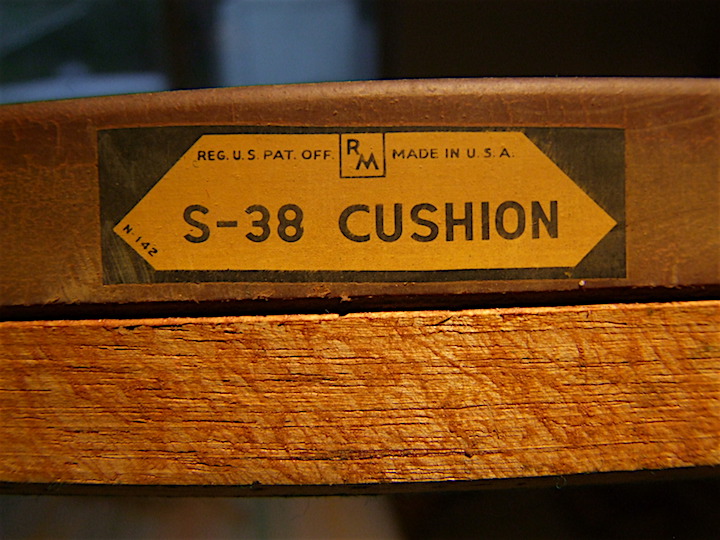 REG. U.S. PAT. OFF. RM MADE IN U.S.A.
S-38 CUSHION
N-142